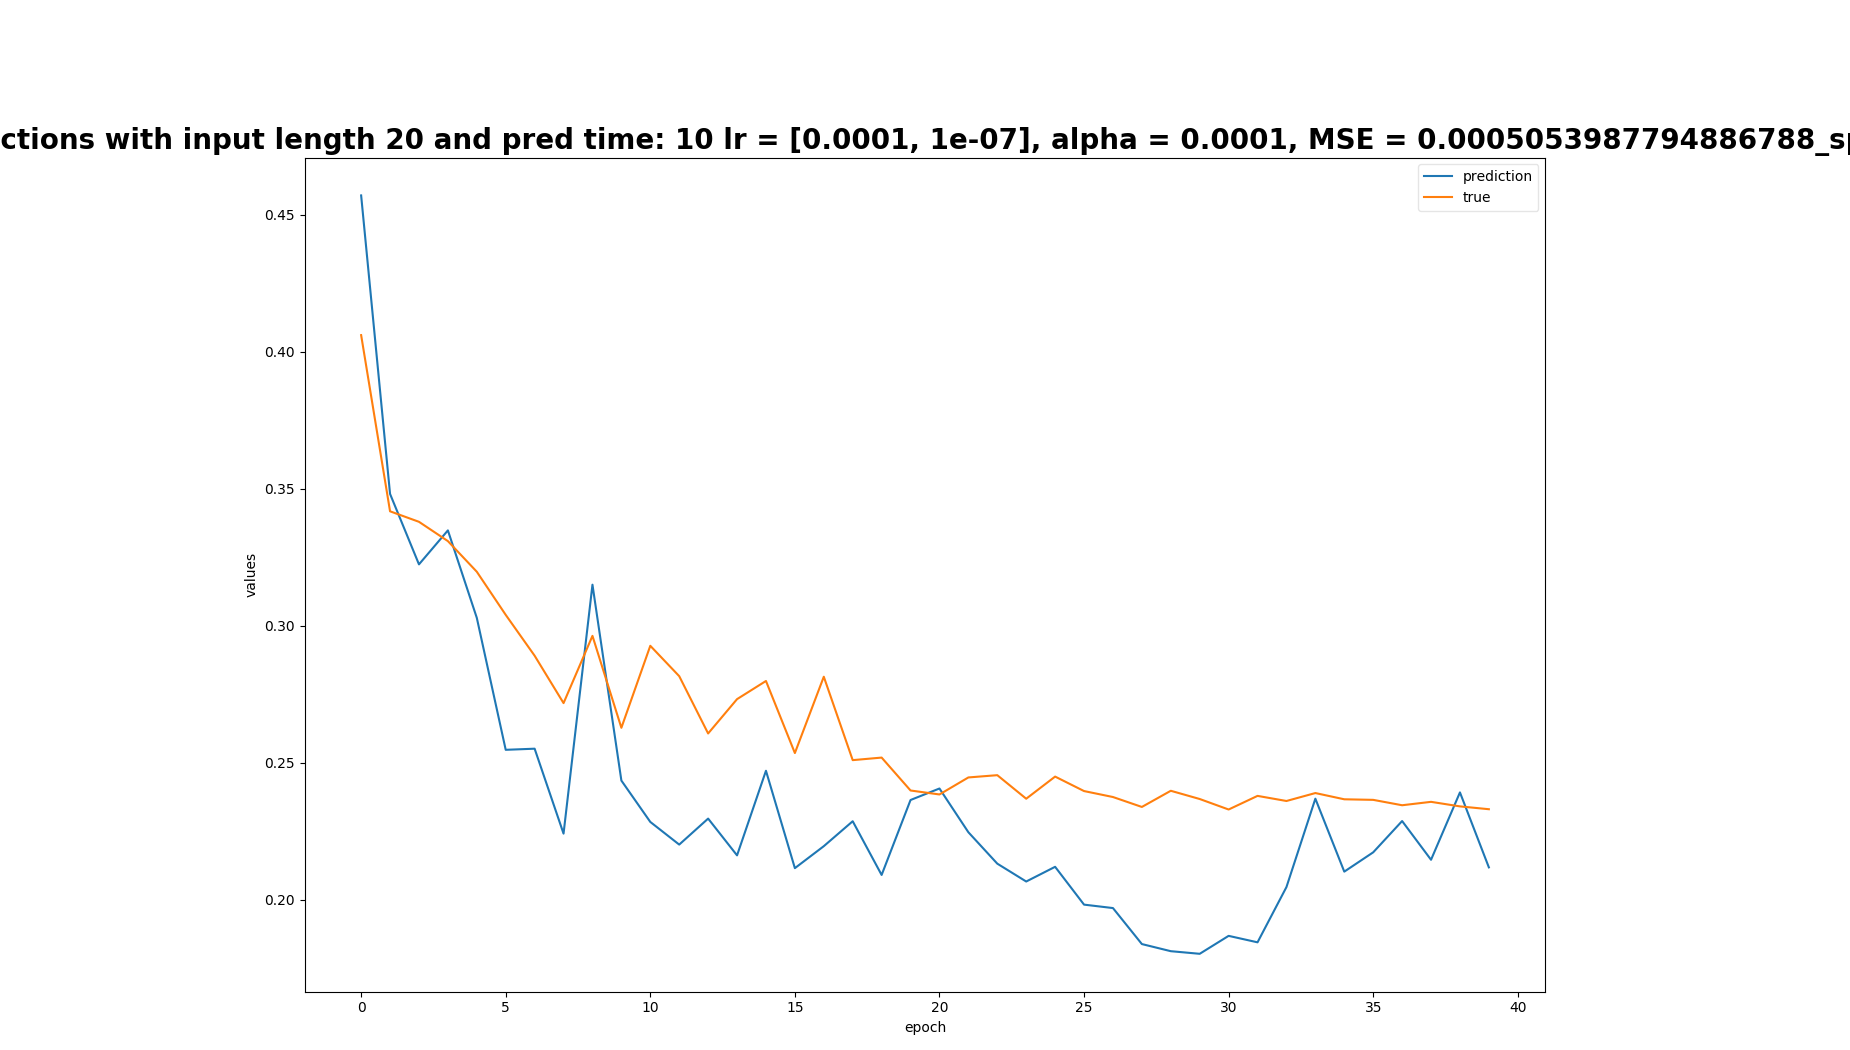 ctions with input length 20 and pred time: 10 lr = [0.0001, 1e-07], alpha = 0.0001, MSE = 0.0005053987794886788_sp
prediction
true
0.45
0.40
0.35
0.30
0.25
0.20
values
0 5 10 15 20 25 30 35 40
epoch